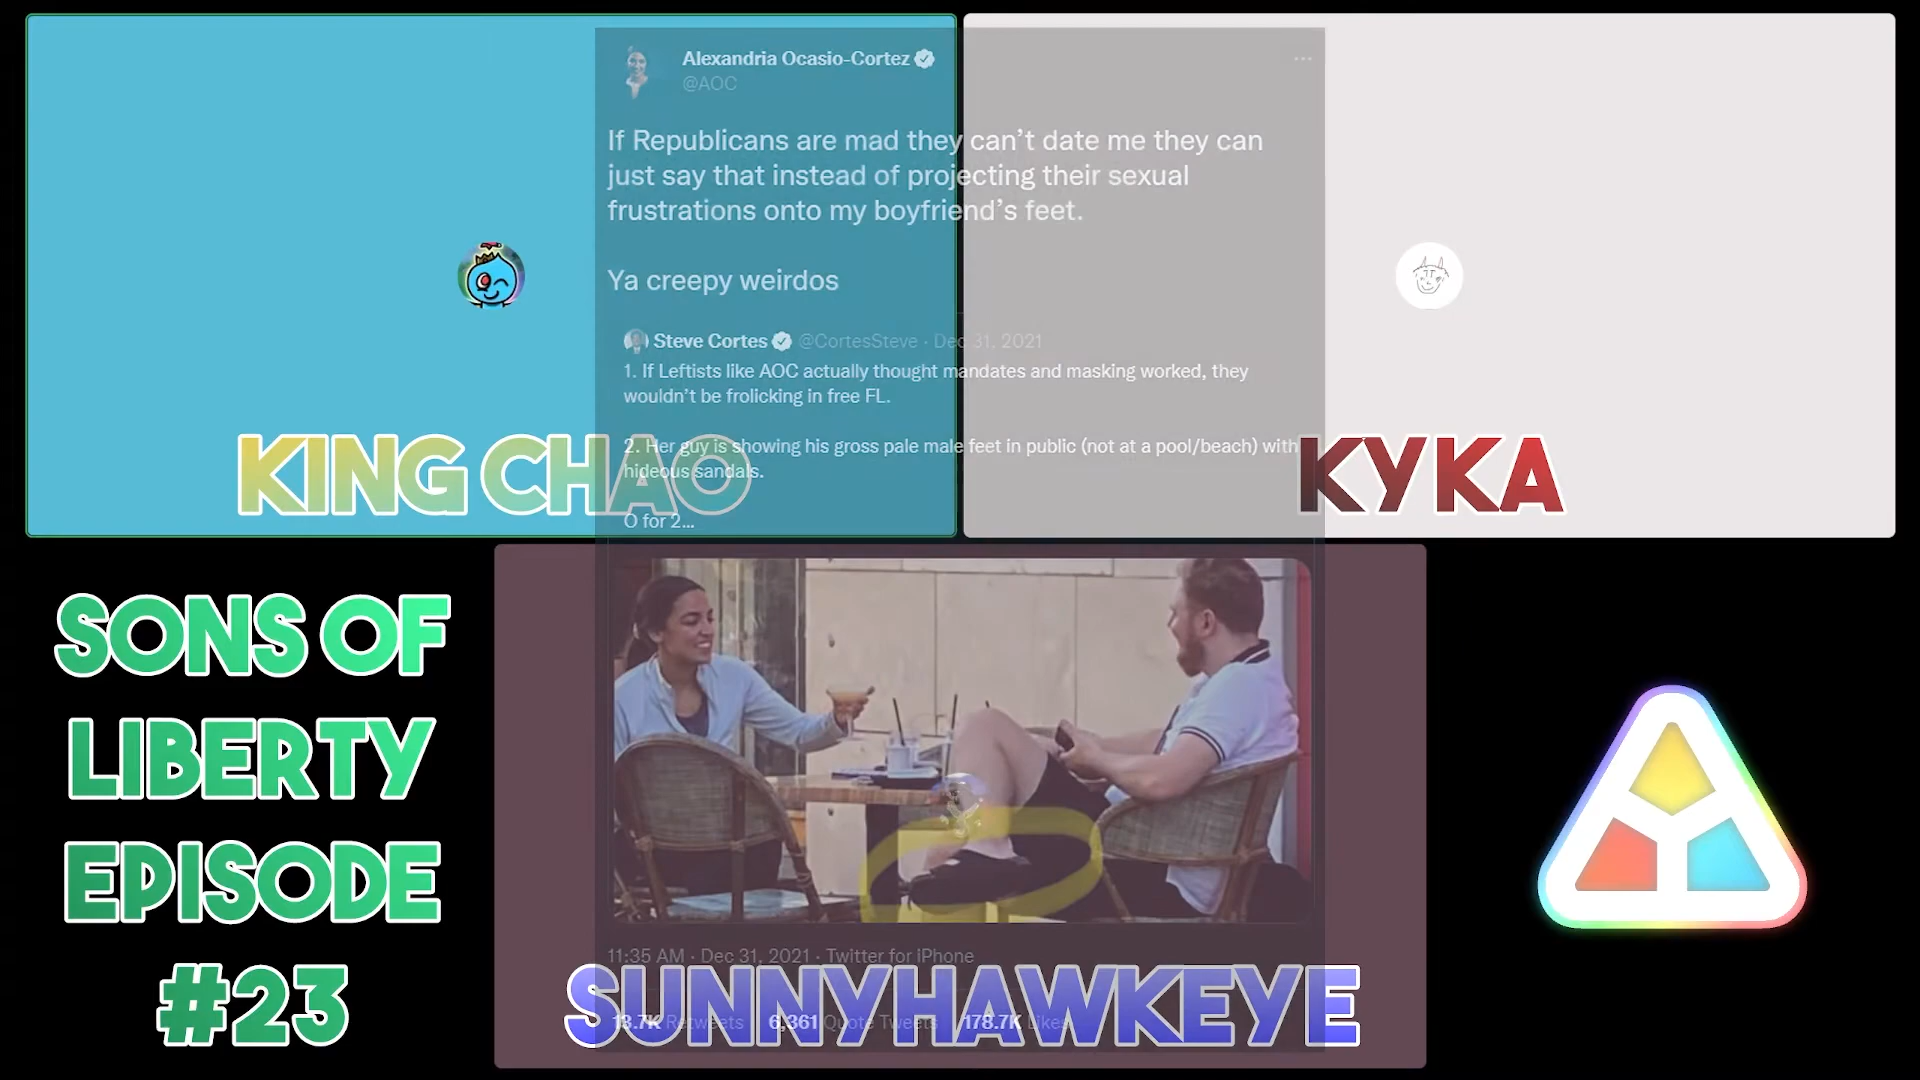 Alexandria Ocasio-Cortez
@AOC
If Republicans are mad they can't date me they can
just say that instead of projecting their sexual
frustrations onto my boyfriend's feet.
Ya creepy weirdos
Steve Cortes @CortesSteve · Dec 31, 2021
1. If Leftists like AOC actually thought mandates and masking worked, they
wouldn't be frolicking in free FL.
2. Her guy is showing his gross pale male feet in public (not at a pool/beach) with
hideous sandals.
O for 2...
KING CHAO
KYKA
SONS OF
LIBERTY
EPISODE
#23
11:35 AM · Dec 31, 2021 · Twitter for iPhone
13.7K Retweets 6,361 Quote Tweets 178.7K Likes
SUNNYHAWKEYE